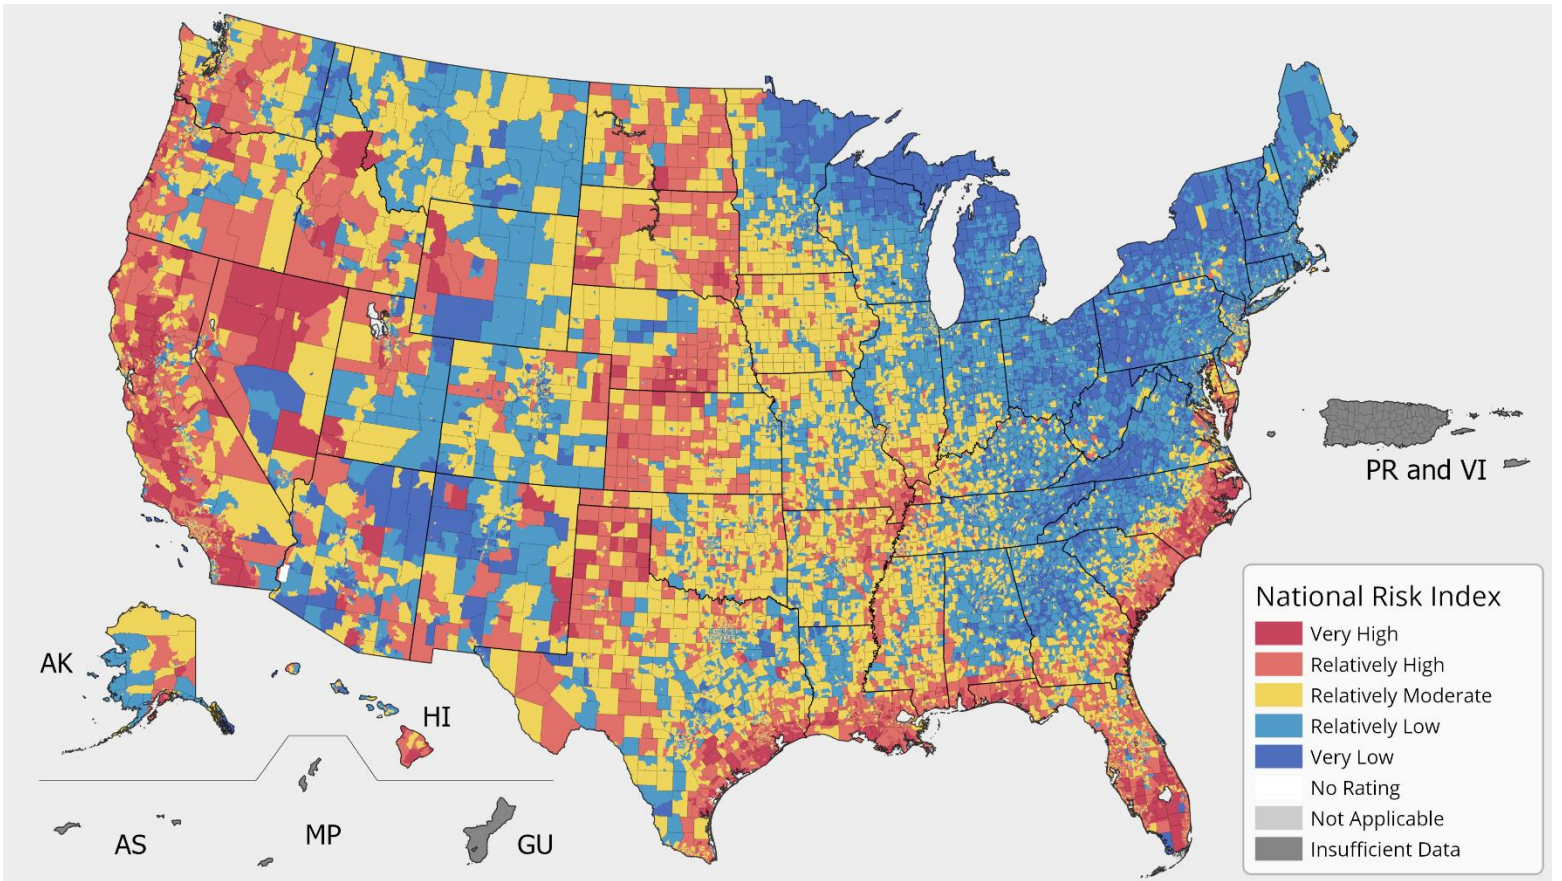 PR and VI
AK
HI
AS
MP
GU
National Risk Index
Very High
Relatively High
Relatively Moderate
Relatively Low
Very Low
No Rating
Not Applicable
Insufficient Data